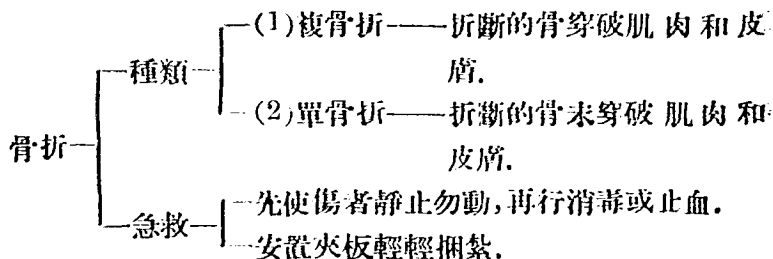 (1)複骨折——折斷的骨穿破肌肉和皮
膚.
種類
(2)單骨折——折斷的骨未穿破肌肉和
皮膚.
骨折
先使傷者靜止勿動,再行消毒或止血.
急救
安置夾板輕輕捆紮.